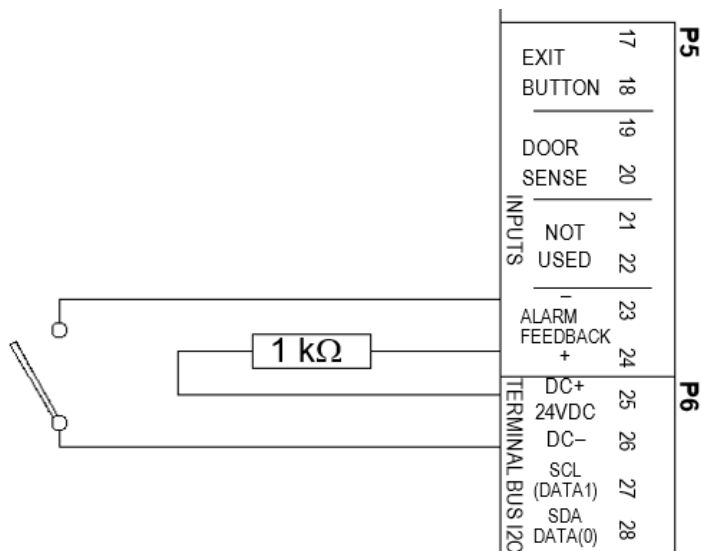 P5
17
EXIT
BUTTON 18
19
DOOR
SENSE 20
INPUTS
21
NOT
USED 22
−
23
ALARM
FEEDBACK
+ 24
1 kΩ
P6
TERMINAL BUS I2C
DC+ 25
24VDC
DC− 26
SCL
(DATA1) 27
SDA
DATA(0) 28